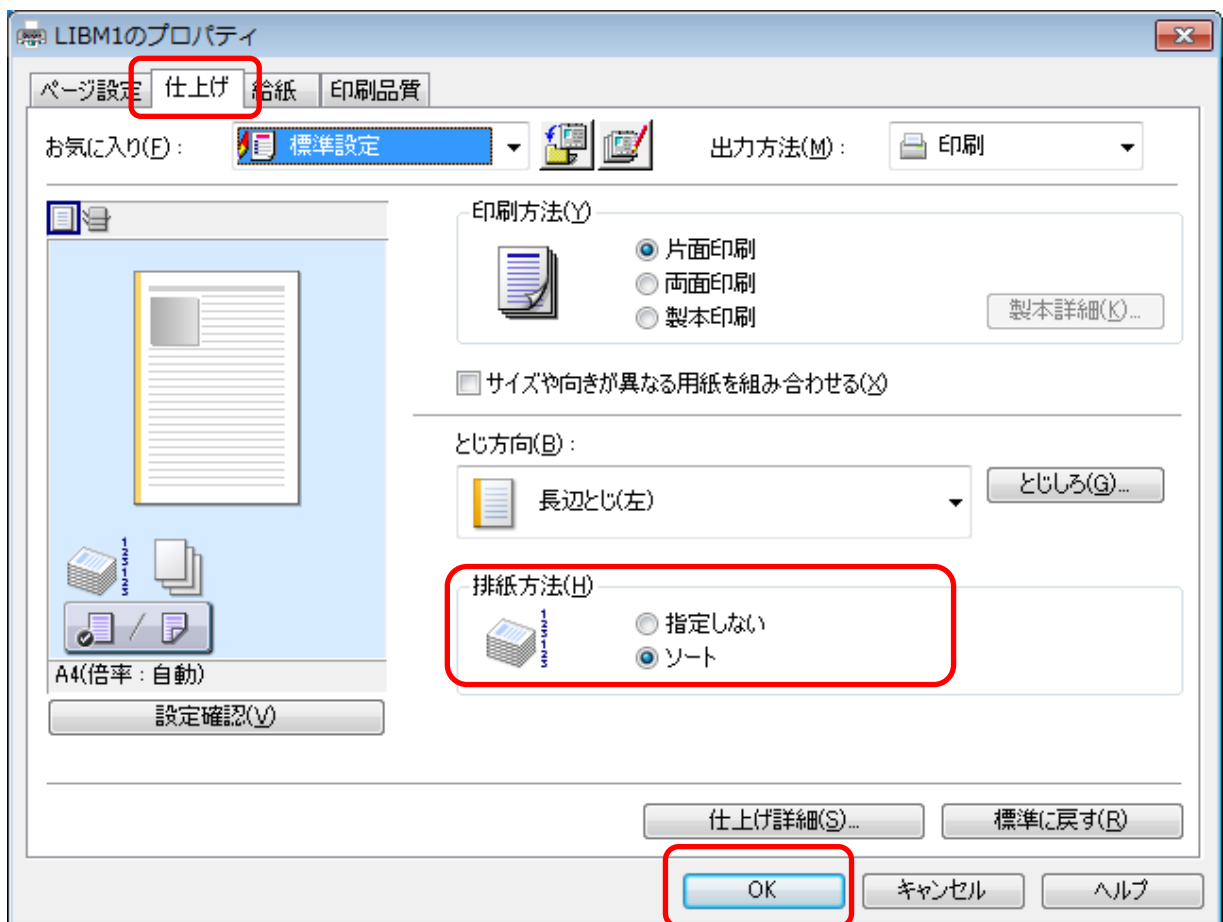 LIBM1のプロパティ
ページ設定 仕上げ 給紙 印刷品質
お気に入り(F): 標準設定 出力方法(M): 印刷
印刷方法(Y)
片面印刷
両面印刷
製本印刷
製本詳細(K)...
サイズや向きが異なる用紙を組み合わせる(X)
とじ方向(B):
長辺とじ(左)
とじしろ(G)...
排紙方法(H)
指定しない
ソート
123123
123123
A4(倍率:自動)
設定確認(V)
仕上げ詳細(S)... 標準に戻す(R)
OK キャンセル ヘルプ